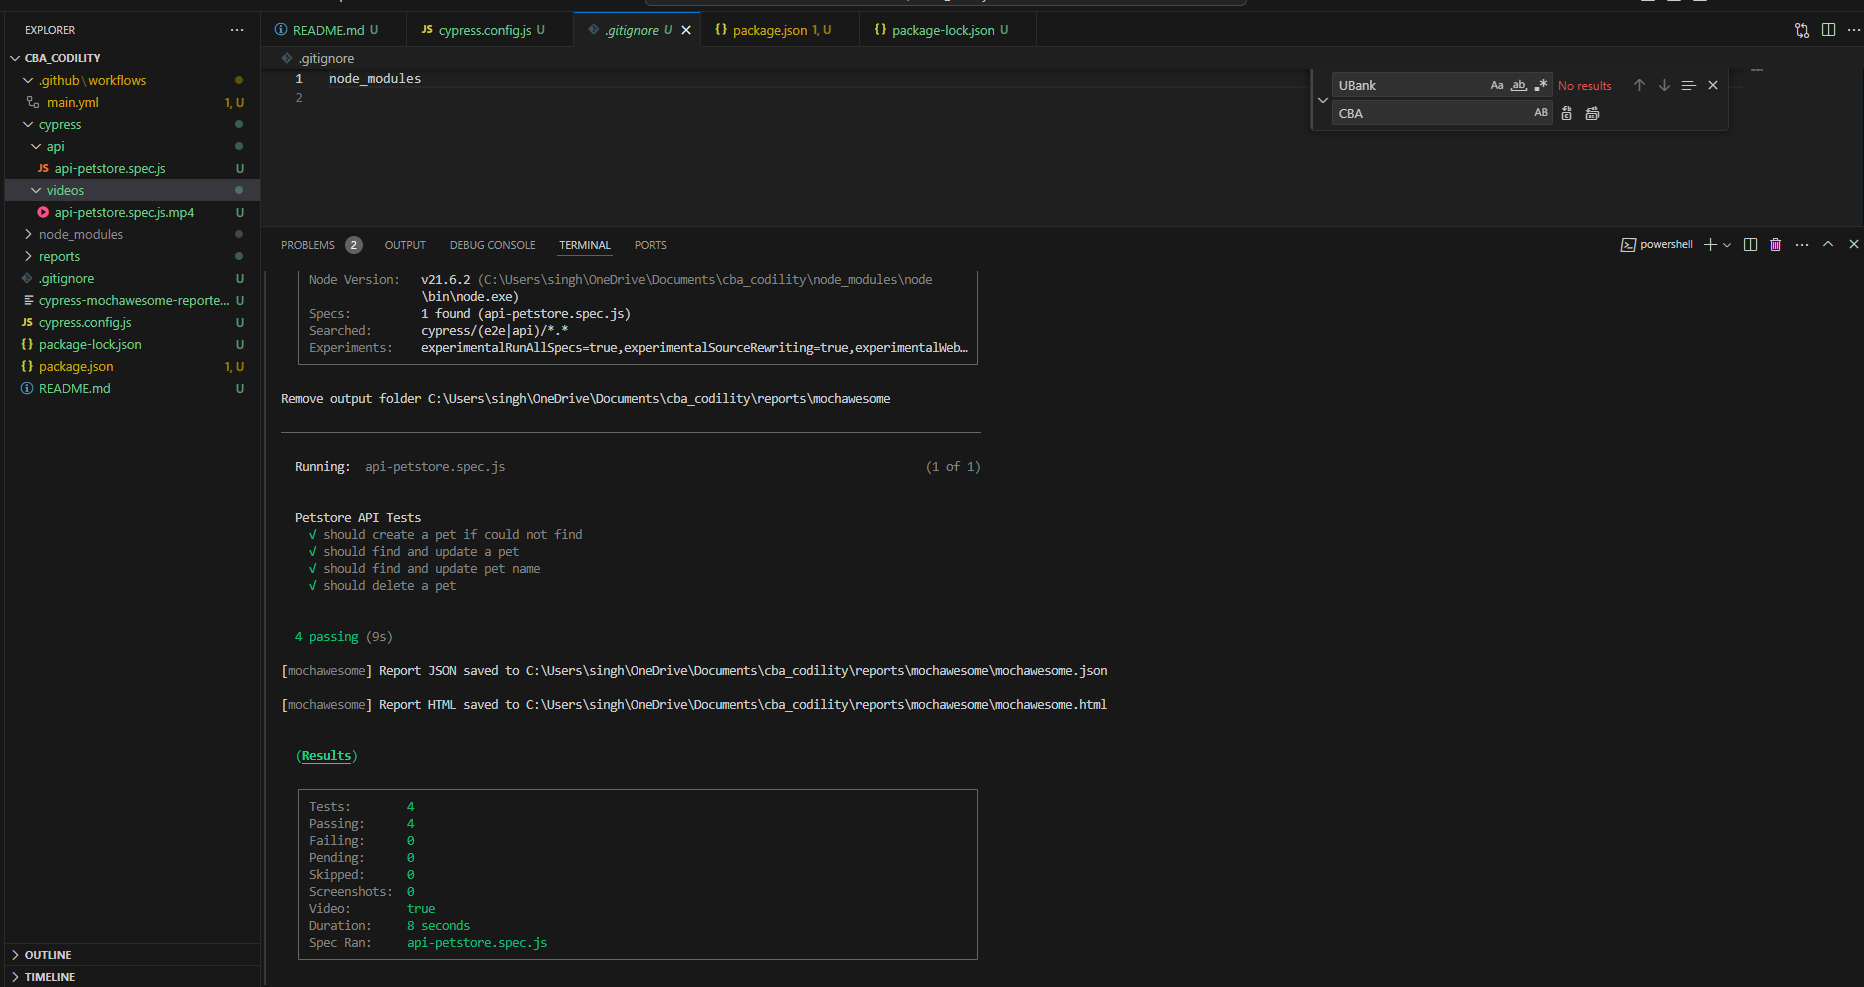 EXPLORER
CBA_CODILITY
.github\workflows
main.yml 1, U
cypress
api
JS api-petstore.spec.js U
videos
api-petstore.spec.js.mp4 U
node_modules
reports
.gitignore U
cypress-mochawesome-reporte... U
JS cypress.config.js U
{} package-lock.json U
{} package.json 1, U
README.md U
OUTLINE
TIMELINE
README.md U
JS cypress.config.js U
.gitignore U
{} package.json 1, U
{} package-lock.json U
.gitignore
1 node_modules
2
UBank Aa ab .* No results
CBA AB
PROBLEMS 2 OUTPUT DEBUG CONSOLE TERMINAL PORTS
powershell
Node Version: v21.6.2 (C:\Users\singh\OneDrive\Documents\cba_codility\node_modules\node
\bin\node.exe)
Specs: 1 found (api-petstore.spec.js)
Searched: cypress/(e2e|api)/*.*
Experiments: experimentalRunAllSpecs=true,experimentalSourceRewriting=true,experimentalWeb…
Remove output folder C:\Users\singh\OneDrive\Documents\cba_codility\reports\mochawesome
Running: api-petstore.spec.js (1 of 1)
Petstore API Tests
√ should create a pet if could not find
√ should find and update a pet
√ should find and update pet name
√ should delete a pet
4 passing (9s)
[mochawesome] Report JSON saved to C:\Users\singh\OneDrive\Documents\cba_codility\reports\mochawesome\mochawesome.json
[mochawesome] Report HTML saved to C:\Users\singh\OneDrive\Documents\cba_codility\reports\mochawesome\mochawesome.html
(Results)
Tests: 4
Passing: 4
Failing: 0
Pending: 0
Skipped: 0
Screenshots: 0
Video: true
Duration: 8 seconds
Spec Ran: api-petstore.spec.js